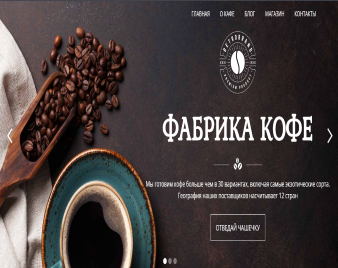 ГЛАВНАЯ О КАФЕ БЛОГ МАГАЗИН КОНТАКТЫ
ФАБРИКА КОФЕ
Мы готовим кофе больше чем в 30 вариантах, включая самые экзотические сорта.
География наших поставщиков насчитывает 12 стран
ОТВЕДАЙ ЧАШЕЧКУ